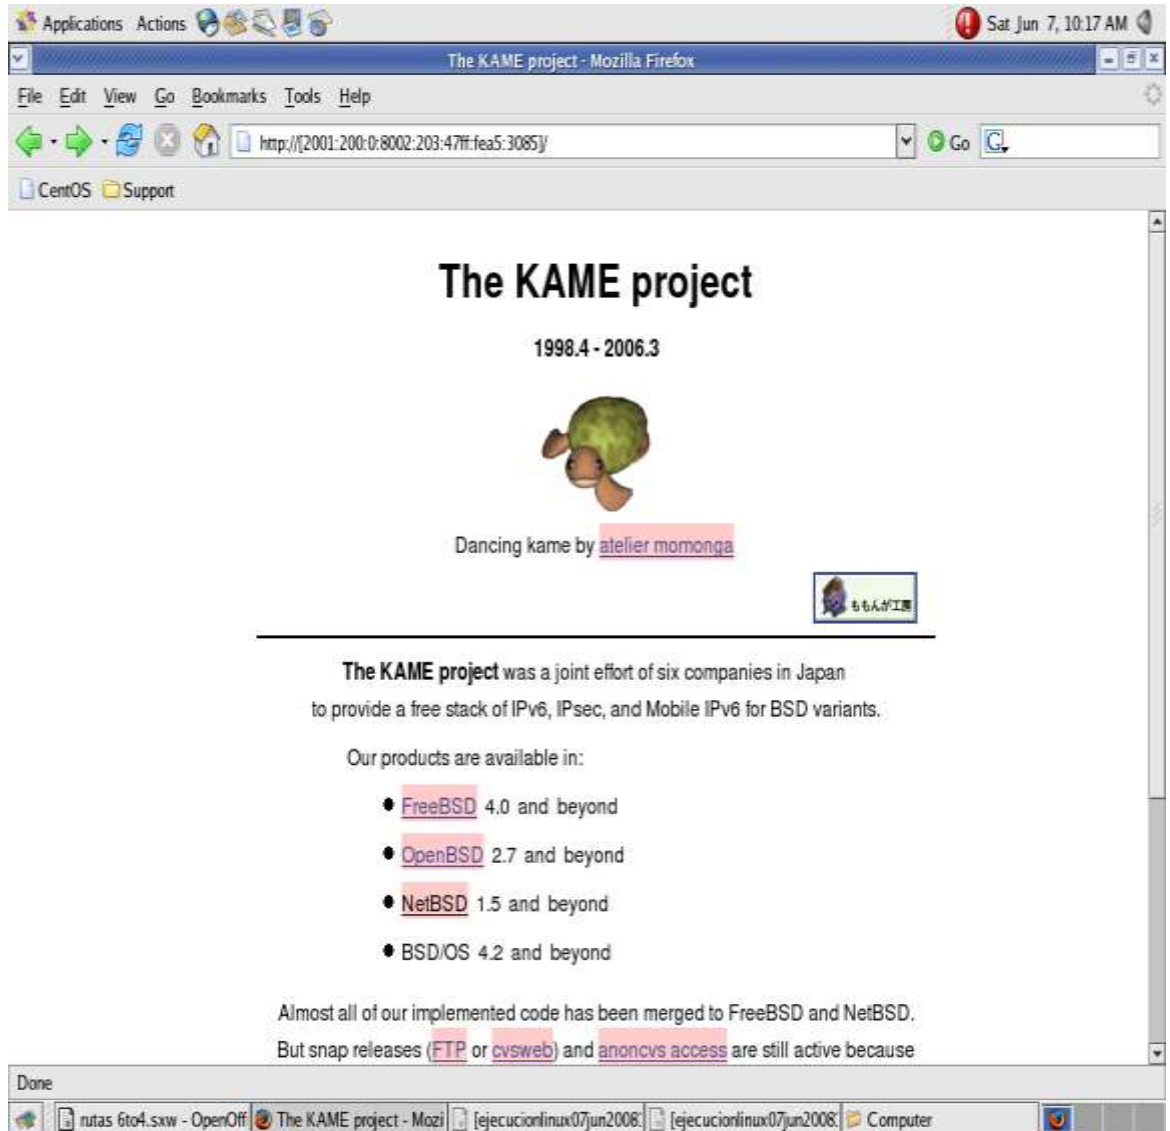 Applications Actions Sat Jun 7, 10:17 AM
The KAME project - Mozilla Firefox
File Edit View Go Bookmarks Tools Help
http://[2001:200:0:8002:203:47ff:fea5:3085]/ Go G
CentOS Support
The KAME project
1998.4 - 2006.3
Dancing kame by atelier momonga
ももんが工房
The KAME project was a joint effort of six companies in Japan
to provide a free stack of IPv6, IPsec, and Mobile IPv6 for BSD variants.
Our products are available in:
FreeBSD 4.0 and beyond
OpenBSD 2.7 and beyond
NetBSD 1.5 and beyond
BSD/OS 4.2 and beyond
Almost all of our implemented code has been merged to FreeBSD and NetBSD.
But snap releases (FTP or cvsweb) and anoncvs access are still active because
Done
rutas 6to4.sxw - OpenOff The KAME project - Mozi [ejecucionlinux07jun2008. [ejecucionlinux07jun2008. Computer